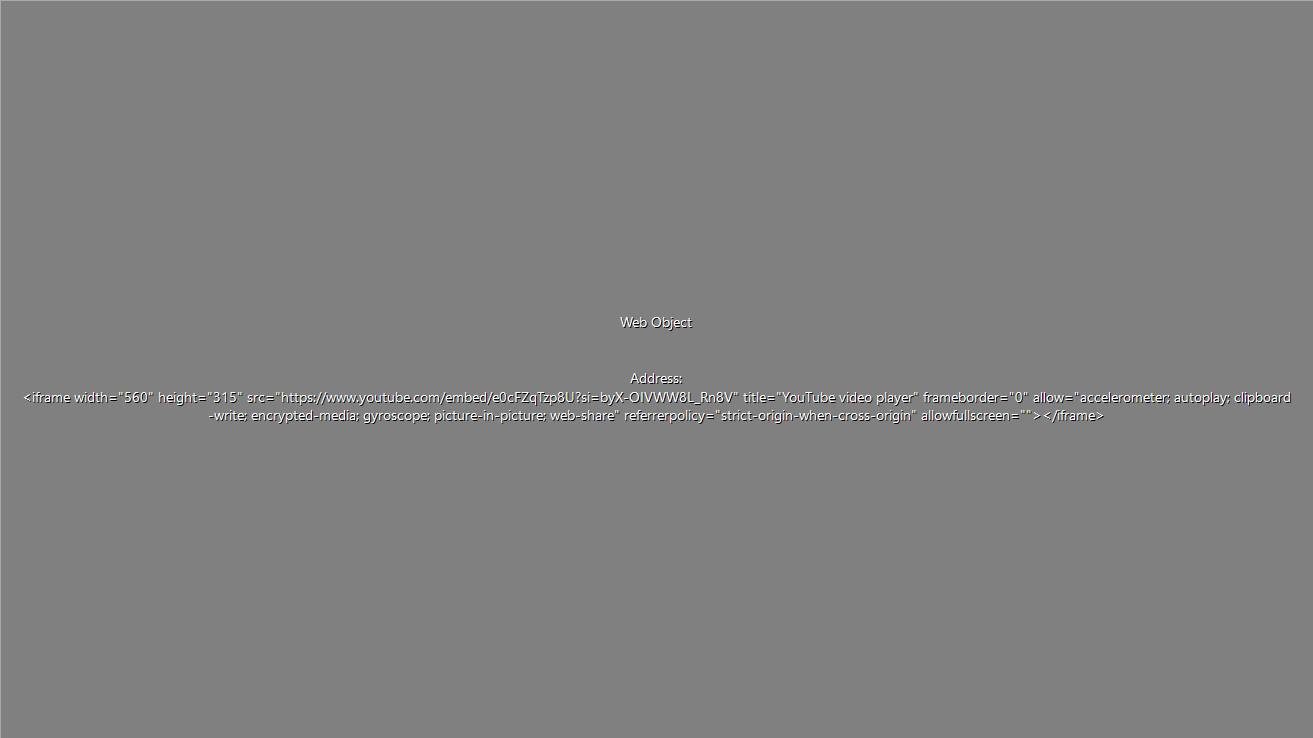 Web Object
Address:
<iframe width="560" height="315" src="https://www.youtube.com/embed/e0cFZqTzp8U?si=byX-OIVWW8L_Rn8V" title="YouTube video player" frameborder="0" allow="accelerometer; autoplay; clipboard
-write; encrypted-media; gyroscope; picture-in-picture; web-share" referrerpolicy="strict-origin-when-cross-origin" allowfullscreen=""></iframe>